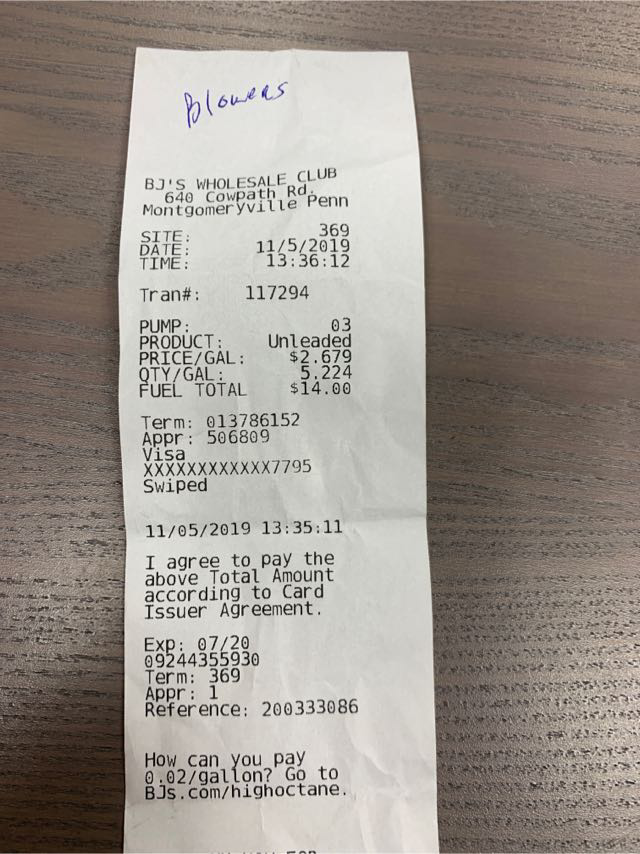 Blowers
BJ'S WHOLESALE CLUB
640 Cowpath Rd.
Montgomeryville Penn
SITE: 369
DATE: 11/5/2019
TIME: 13:36:12
Tran#: 117294
PUMP: 03
PRODUCT: Unleaded
PRICE/GAL: $2.679
QTY/GAL: 5.224
FUEL TOTAL $14.00
Term: 013786152
Appr: 506809
Visa
XXXXXXXXXXXX7795
Swiped
11/05/2019 13:35:11
I agree to pay the
above Total Amount
according to Card
Issuer Agreement.
Exp: 07/20
09244355930
Term: 369
Appr: 1
Reference: 200333086
How can you pay
0.02/gallon? Go to
BJs.com/highoctane.